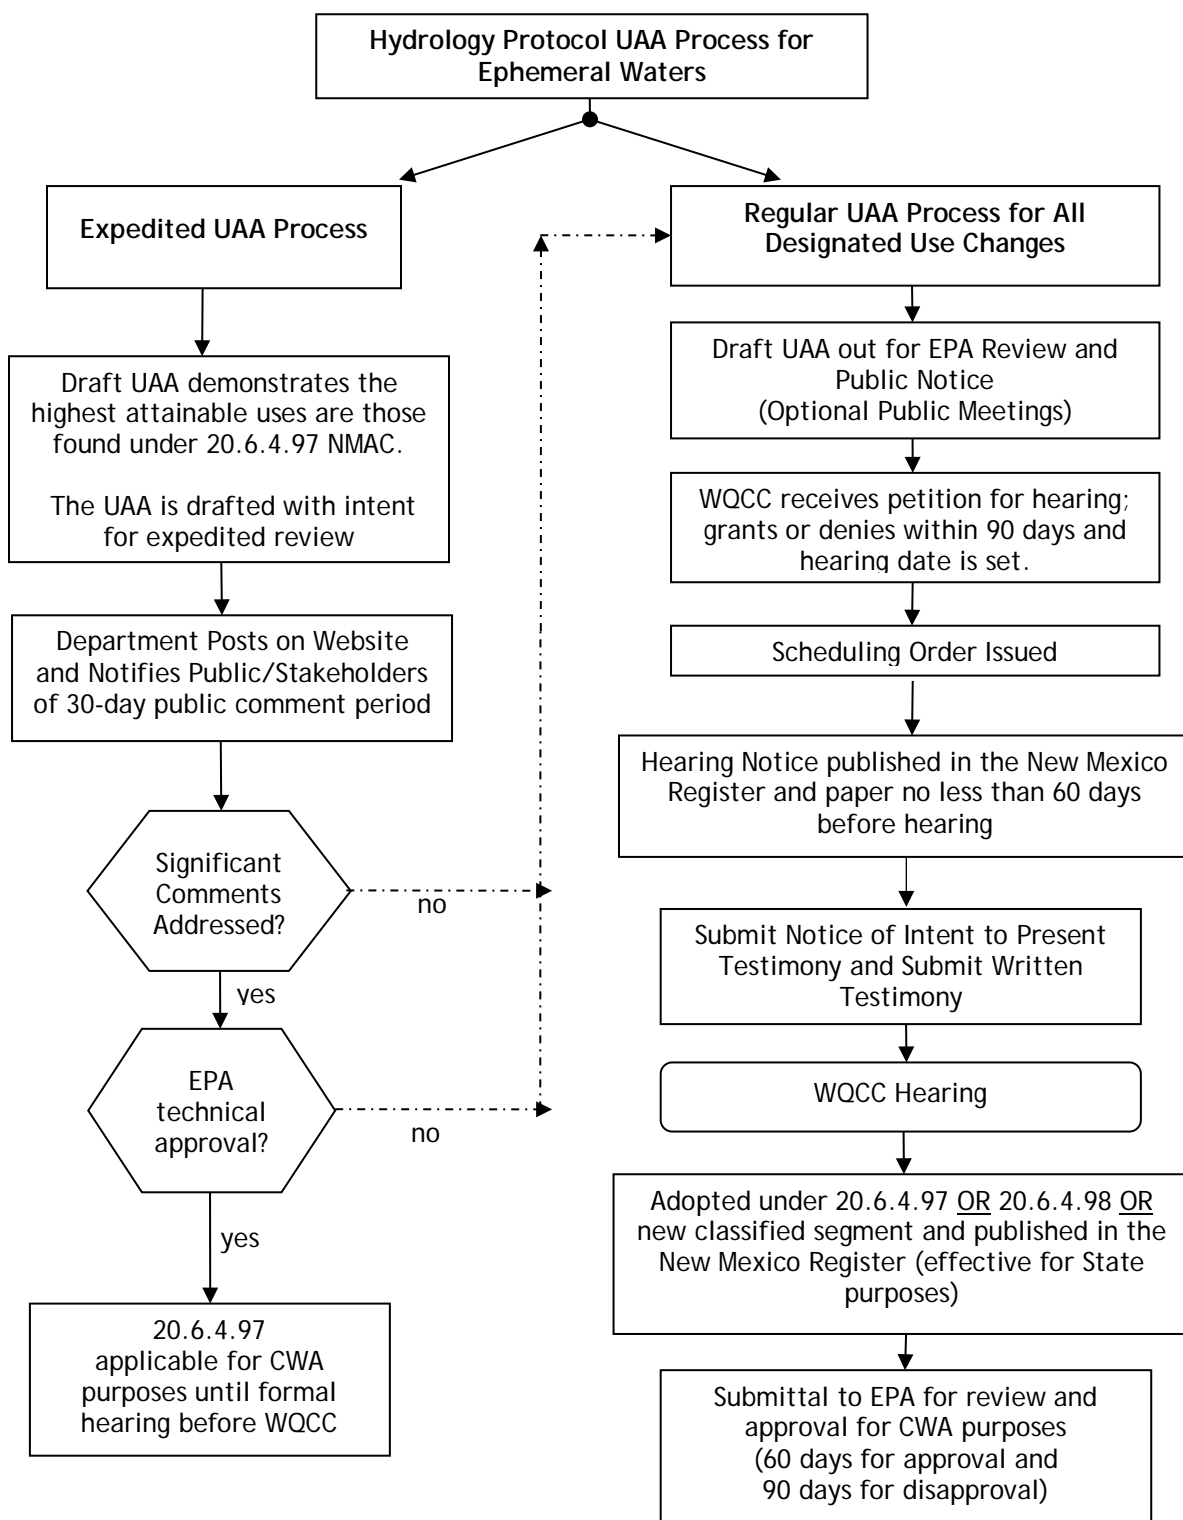 Hydrology Protocol UAA Process for
Ephemeral Waters
Expedited UAA Process
Draft UAA demonstrates the
highest attainable uses are those
found under 20.6.4.97 NMAC.
The UAA is drafted with intent
for expedited review
Department Posts on Website
and Notifies Public/Stakeholders
of 30-day public comment period
Significant
Comments
Addressed?
no
yes
EPA
technical
approval?
no
yes
20.6.4.97
applicable for CWA
purposes until formal
hearing before WQCC
Regular UAA Process for All
Designated Use Changes
Draft UAA out for EPA Review and
Public Notice
(Optional Public Meetings)
WQCC receives petition for hearing;
grants or denies within 90 days and
hearing date is set.
Scheduling Order Issued
Hearing Notice published in the New Mexico
Register and paper no less than 60 days
before hearing
Submit Notice of Intent to Present
Testimony and Submit Written
Testimony
WQCC Hearing
Adopted under 20.6.4.97 OR 20.6.4.98 OR
new classified segment and published in the
New Mexico Register (effective for State
purposes)
Submittal to EPA for review and
approval for CWA purposes
(60 days for approval and
90 days for disapproval)